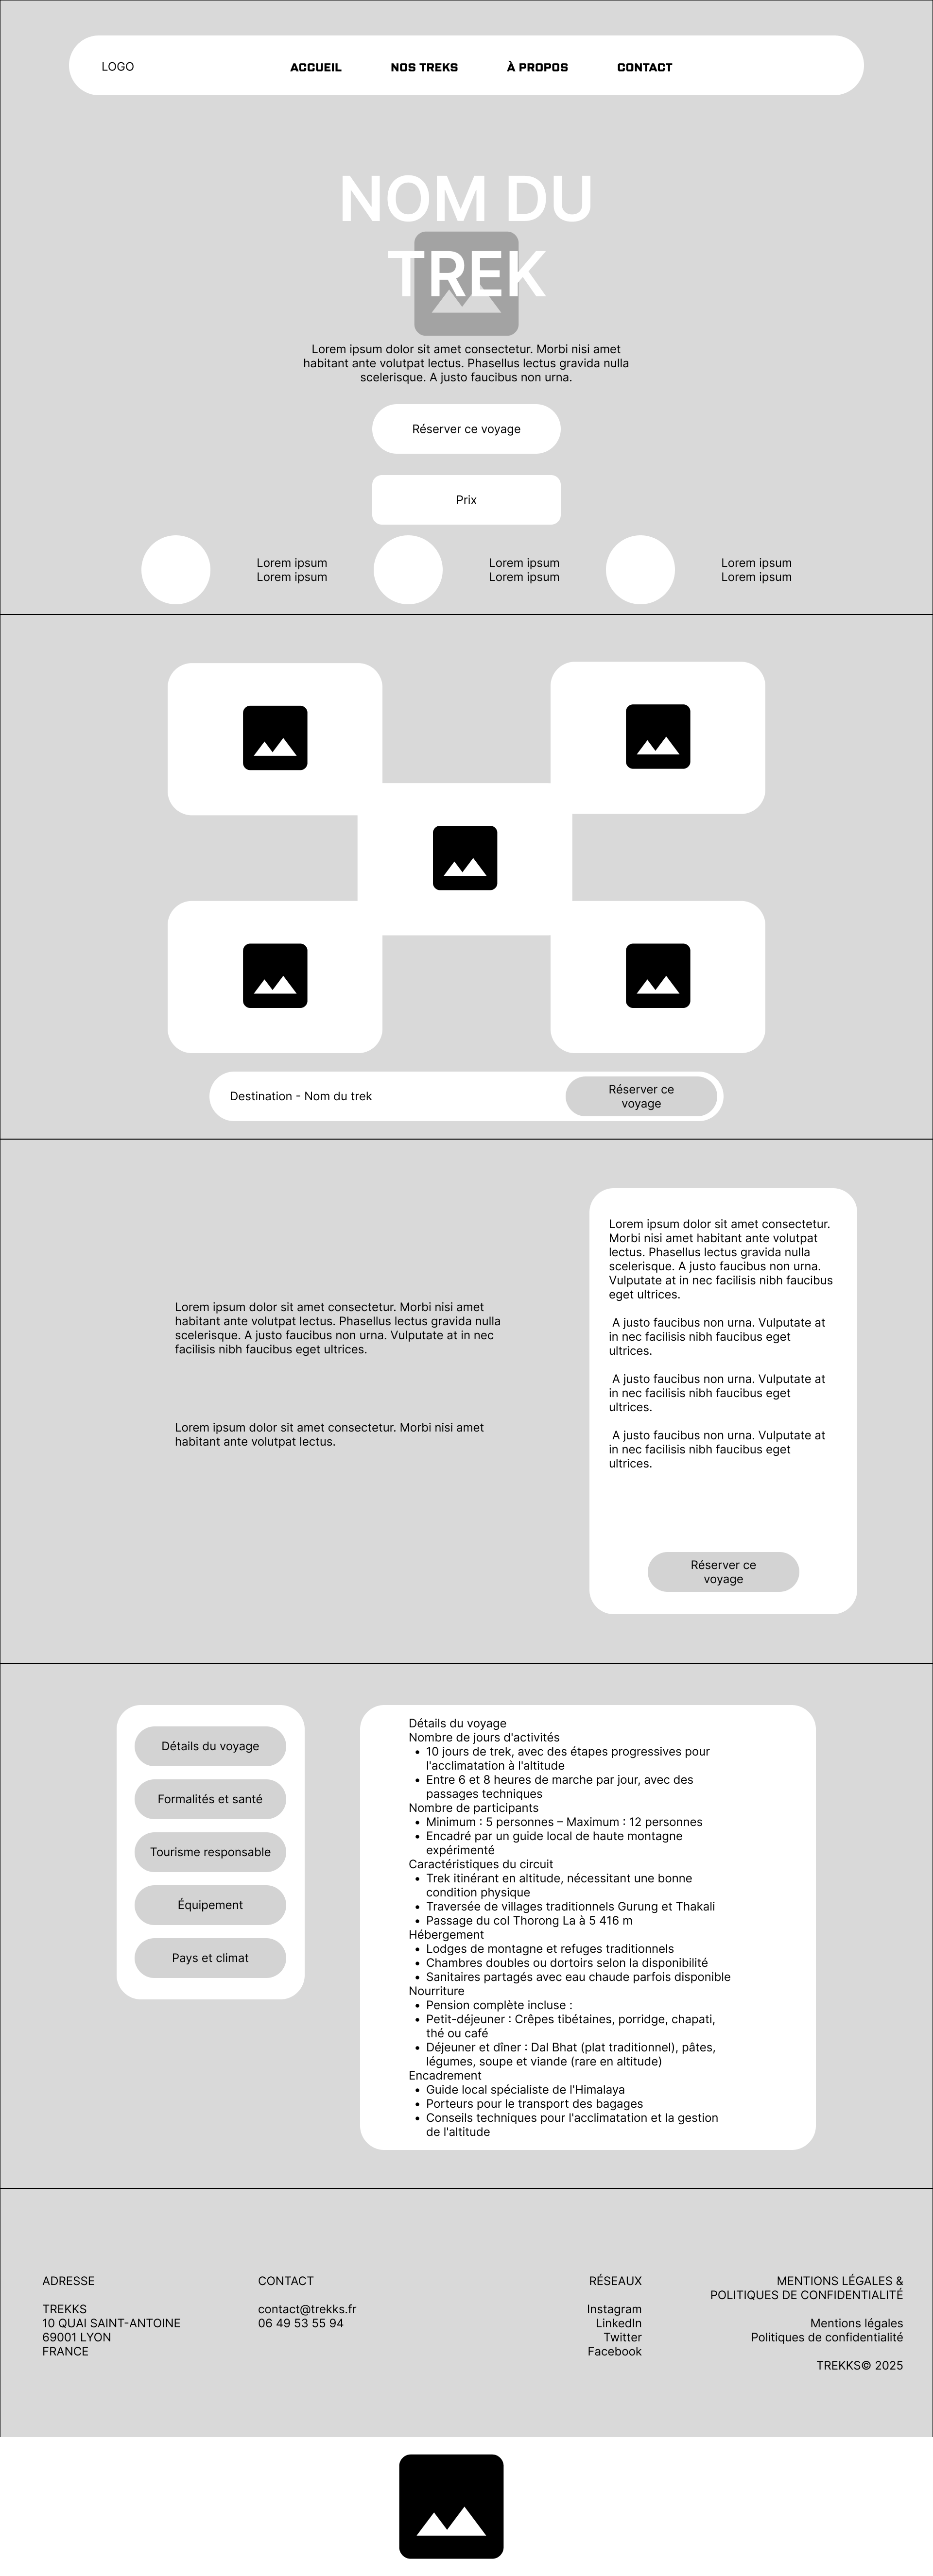 LOGO
ACCUEIL
NOS TREKS
À PROPOS
CONTACT
NOM DU
TREK
Lorem ipsum dolor sit amet consectetur. Morbi nisi amet
habitant ante volutpat lectus. Phasellus lectus gravida nulla
scelerisque. A justo faucibus non urna.
Réserver ce voyage
Prix
Lorem ipsum
Lorem ipsum
Lorem ipsum
Lorem ipsum
Lorem ipsum
Lorem ipsum
Destination - Nom du trek
Réserver ce
voyage
Lorem ipsum dolor sit amet consectetur. Morbi nisi amet
habitant ante volutpat lectus. Phasellus lectus gravida nulla
scelerisque. A justo faucibus non urna. Vulputate at in nec
facilisis nibh faucibus eget ultrices.
Lorem ipsum dolor sit amet consectetur. Morbi nisi amet
habitant ante volutpat lectus.
Lorem ipsum dolor sit amet consectetur.
Morbi nisi amet habitant ante volutpat
lectus. Phasellus lectus gravida nulla
scelerisque. A justo faucibus non urna.
Vulputate at in nec facilisis nibh faucibus
eget ultrices.
A justo faucibus non urna. Vulputate at
in nec facilisis nibh faucibus eget
ultrices.
A justo faucibus non urna. Vulputate at
in nec facilisis nibh faucibus eget
ultrices.
A justo faucibus non urna. Vulputate at
in nec facilisis nibh faucibus eget
ultrices.
Réserver ce
voyage
Détails du voyage
Formalités et santé
Tourisme responsable
Équipement
Pays et climat
Détails du voyage
Nombre de jours d'activités
• 10 jours de trek, avec des étapes progressives pour
l'acclimatation à l'altitude
• Entre 6 et 8 heures de marche par jour, avec des
passages techniques
Nombre de participants
• Minimum : 5 personnes – Maximum : 12 personnes
• Encadré par un guide local de haute montagne
expérimenté
Caractéristiques du circuit
• Trek itinérant en altitude, nécessitant une bonne
condition physique
• Traversée de villages traditionnels Gurung et Thakali
• Passage du col Thorong La à 5 416 m
Hébergement
• Lodges de montagne et refuges traditionnels
• Chambres doubles ou dortoirs selon la disponibilité
• Sanitaires partagés avec eau chaude parfois disponible
Nourriture
• Pension complète incluse :
• Petit-déjeuner : Crêpes tibétaines, porridge, chapati,
thé ou café
• Déjeuner et dîner : Dal Bhat (plat traditionnel), pâtes,
légumes, soupe et viande (rare en altitude)
Encadrement
• Guide local spécialiste de l'Himalaya
• Porteurs pour le transport des bagages
• Conseils techniques pour l'acclimatation et la gestion
de l'altitude
ADRESSE
TREKKS
10 QUAI SAINT-ANTOINE
69001 LYON
FRANCE
CONTACT
contact@trekks.fr
06 49 53 55 94
RÉSEAUX
Instagram
LinkedIn
Twitter
Facebook
MENTIONS LÉGALES &
POLITIQUES DE CONFIDENTIALITÉ
Mentions légales
Politiques de confidentialité
TREKKS© 2025